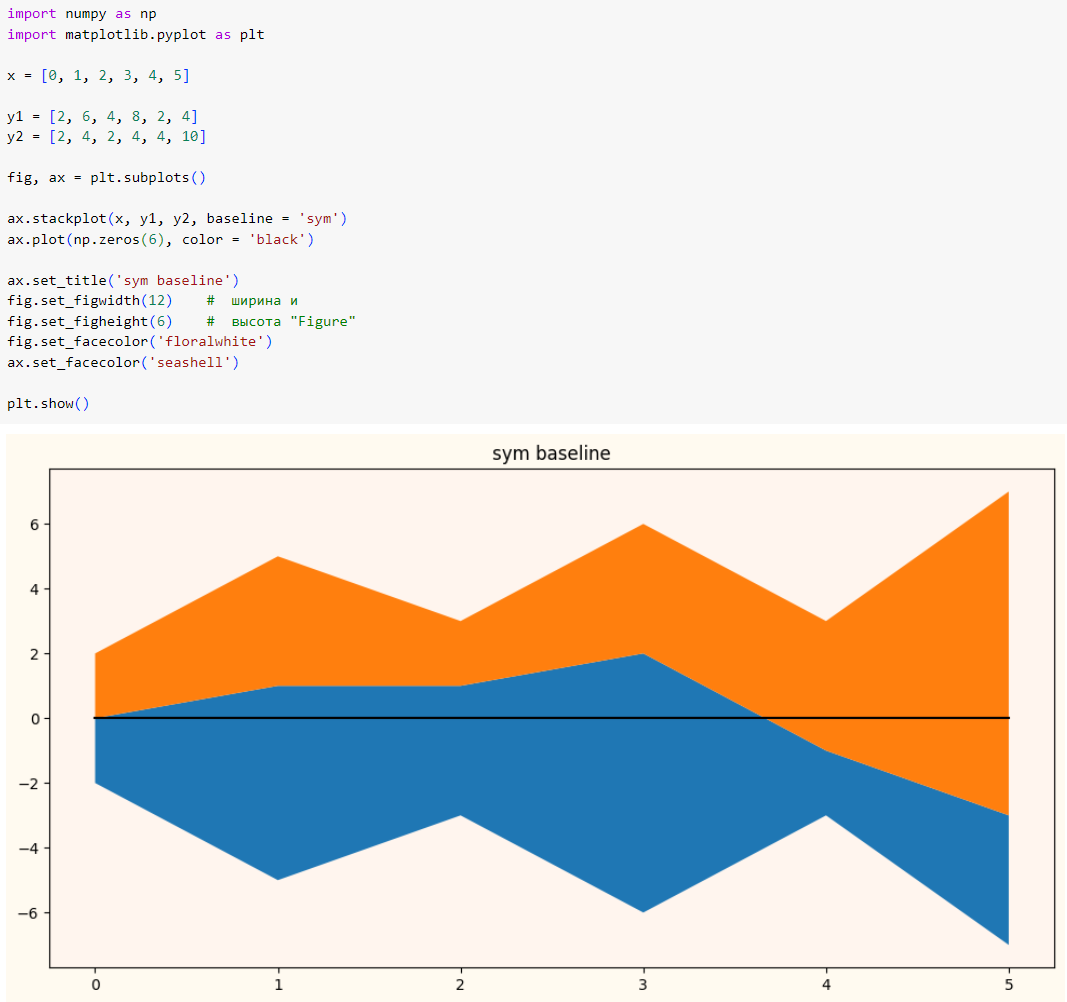 import numpy as np
import matplotlib.pyplot as plt
x = [0, 1, 2, 3, 4, 5]
y1 = [2, 6, 4, 8, 2, 4]
y2 = [2, 4, 2, 4, 4, 10]
fig, ax = plt.subplots()
ax.stackplot(x, y1, y2, baseline = 'sym')
ax.plot(np.zeros(6), color = 'black')
ax.set_title('sym baseline')
fig.set_figwidth(12)    #  ширина и
fig.set_figheight(6)    #  высота "Figure"
fig.set_facecolor('floralwhite')
ax.set_facecolor('seashell')
plt.show()
sym baseline
6
4
2
0
−2
−4
−6
0 1 2 3 4 5